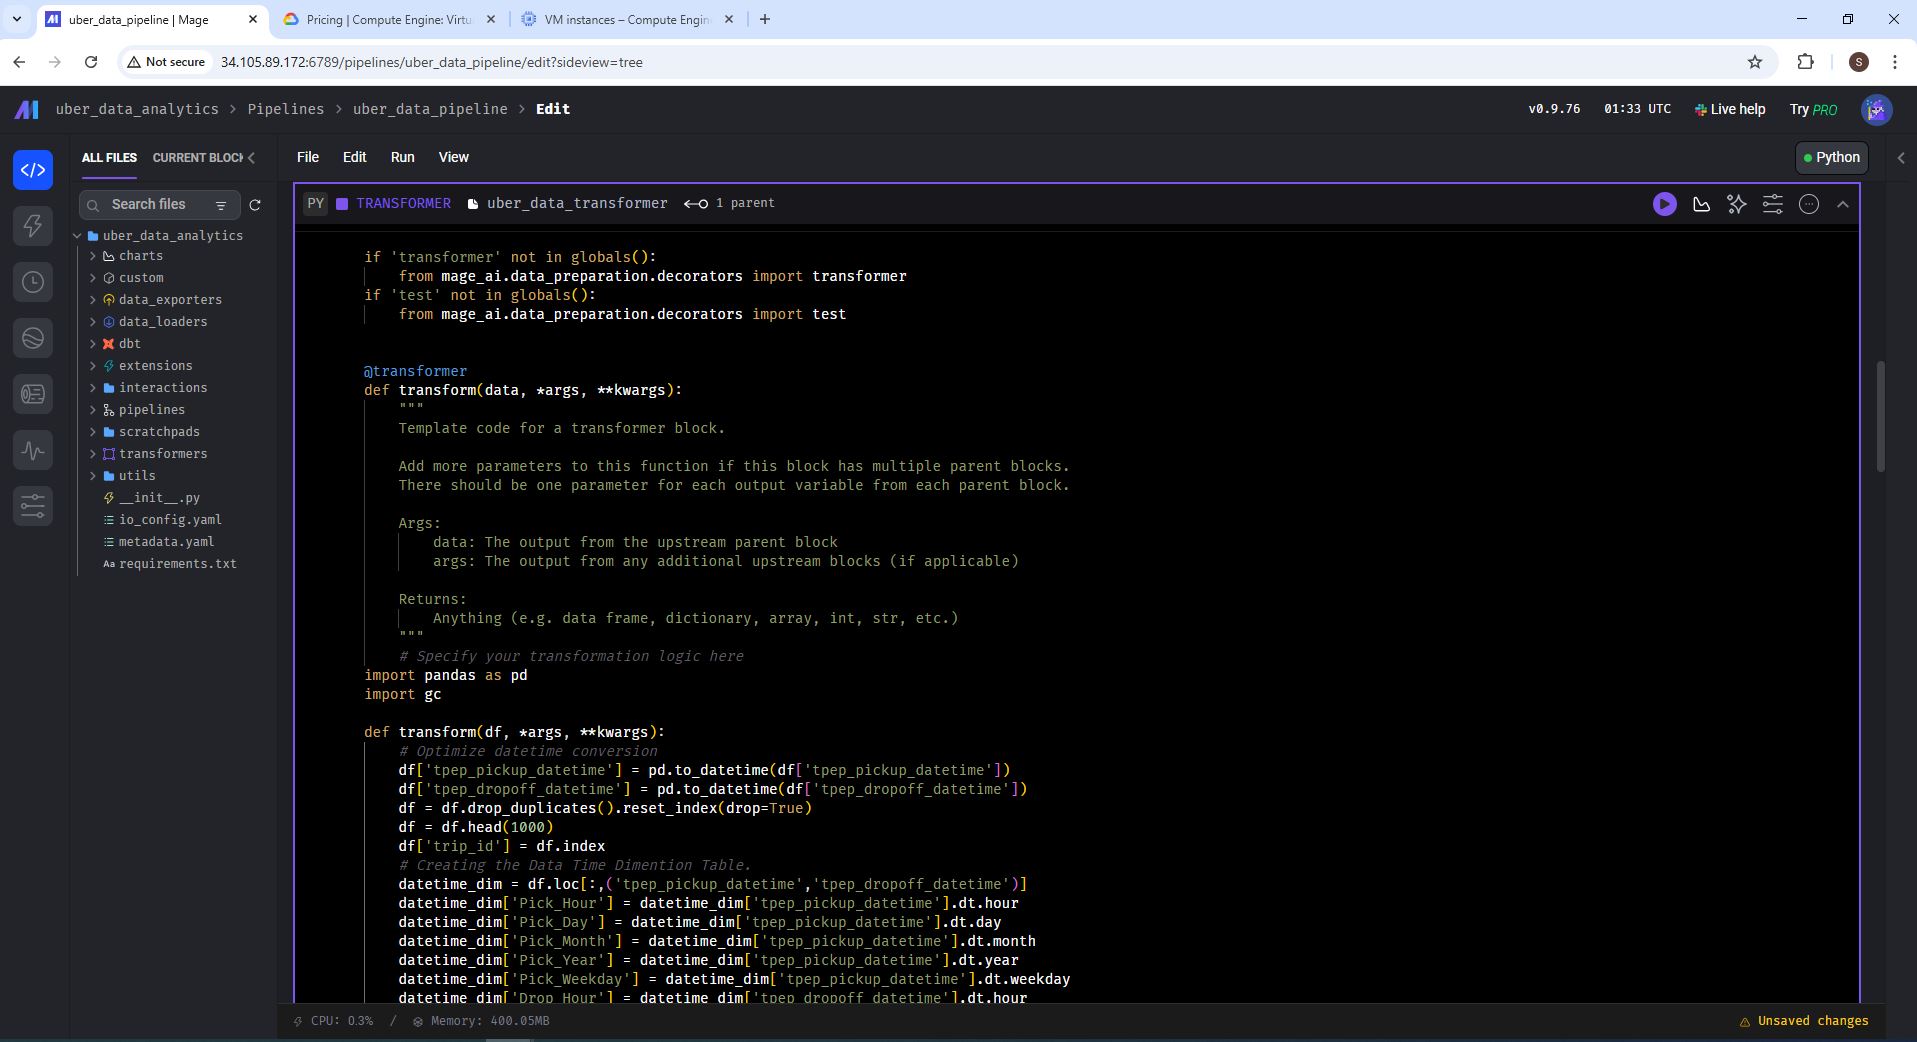 uber_data_pipeline | Mage
Pricing | Compute Engine: Virtu
VM instances – Compute Engin
Not secure
34.105.89.172:6789/pipelines/uber_data_pipeline/edit?sideview=tree
S
uber_data_analytics > Pipelines > uber_data_pipeline > Edit
v0.9.76
01:33 UTC
Live help
Try PRO
ALL FILES
CURRENT BLOCK
File
Edit
Run
View
Python
Search files
uber_data_analytics
charts
custom
data_exporters
data_loaders
dbt
extensions
interactions
pipelines
scratchpads
transformers
utils
__init__.py
io_config.yaml
metadata.yaml
Aa requirements.txt
PY TRANSFORMER uber_data_transformer 1 parent
if 'transformer' not in globals():
from mage_ai.data_preparation.decorators import transformer
if 'test' not in globals():
from mage_ai.data_preparation.decorators import test
@transformer
def transform(data, *args, **kwargs):
"""
Template code for a transformer block.
Add more parameters to this function if this block has multiple parent blocks.
There should be one parameter for each output variable from each parent block.
Args:
data: The output from the upstream parent block
args: The output from any additional upstream blocks (if applicable)
Returns:
Anything (e.g. data frame, dictionary, array, int, str, etc.)
"""
# Specify your transformation logic here
import pandas as pd
import gc
def transform(df, *args, **kwargs):
# Optimize datetime conversion
df['tpep_pickup_datetime'] = pd.to_datetime(df['tpep_pickup_datetime'])
df['tpep_dropoff_datetime'] = pd.to_datetime(df['tpep_dropoff_datetime'])
df = df.drop_duplicates().reset_index(drop=True)
df = df.head(1000)
df['trip_id'] = df.index
# Creating the Data Time Dimention Table.
datetime_dim = df.loc[:,('tpep_pickup_datetime','tpep_dropoff_datetime')]
datetime_dim['Pick_Hour'] = datetime_dim['tpep_pickup_datetime'].dt.hour
datetime_dim['Pick_Day'] = datetime_dim['tpep_pickup_datetime'].dt.day
datetime_dim['Pick_Month'] = datetime_dim['tpep_pickup_datetime'].dt.month
datetime_dim['Pick_Year'] = datetime_dim['tpep_pickup_datetime'].dt.year
datetime_dim['Pick_Weekday'] = datetime_dim['tpep_pickup_datetime'].dt.weekday
datetime_dim['Drop_Hour'] = datetime_dim['tpep_dropoff_datetime'].dt.hour
CPU: 0.3% / Memory: 400.05MB
Unsaved changes